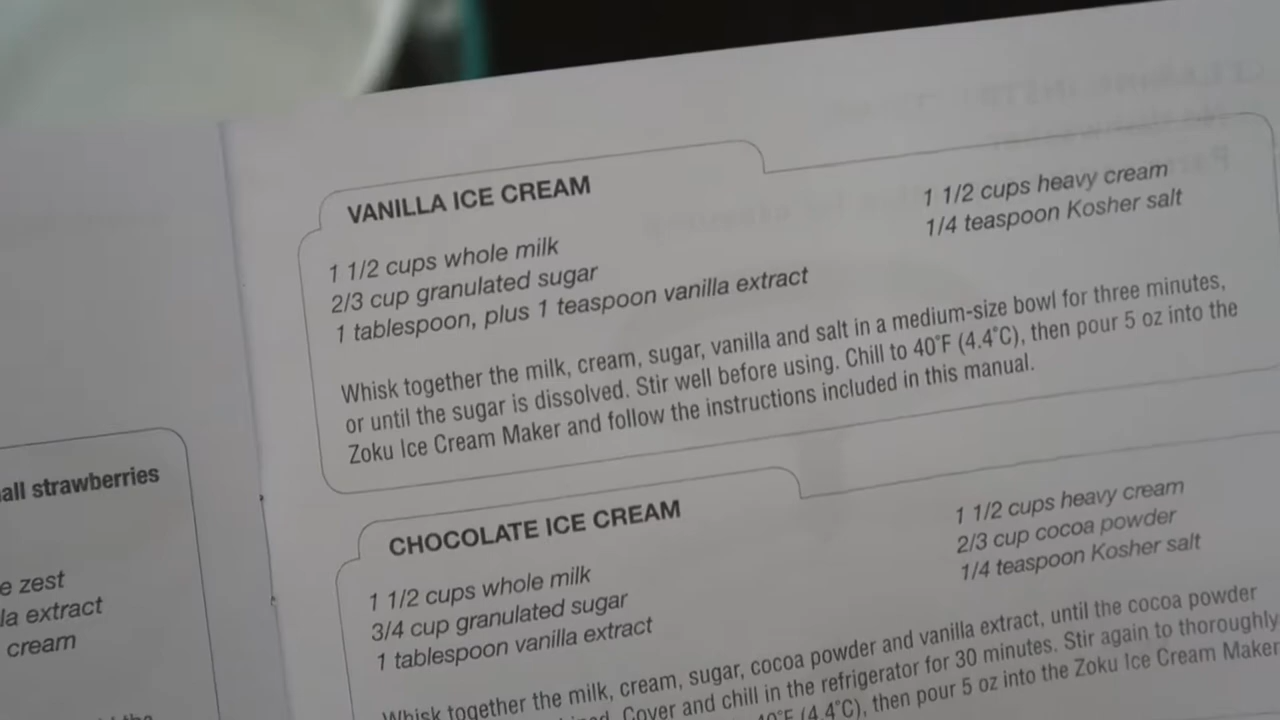 VANILLA ICE CREAM
1 1/2 cups whole milk
2/3 cup granulated sugar
1 tablespoon, plus 1 teaspoon vanilla extract
1 1/2 cups heavy cream
1/4 teaspoon Kosher salt
Whisk together the milk, cream, sugar, vanilla and salt in a medium-size bowl for three minutes,
or until the sugar is dissolved. Stir well before using. Chill to 40°F (4.4°C), then pour 5 oz into the
Zoku Ice Cream Maker and follow the instructions included in this manual.
CHOCOLATE ICE CREAM
1 1/2 cups whole milk
3/4 cup granulated sugar
1 tablespoon vanilla extract
1 1/2 cups heavy cream
2/3 cup cocoa powder
1/4 teaspoon Kosher salt
Whisk together the milk, cream, sugar, cocoa powder and vanilla extract, until the cocoa powder
Cover and chill in the refrigerator for 30 minutes. Stir again to thoroughly
40°F (4.4°C), then pour 5 oz into the Zoku Ice Cream Maker
strawberries
zest
extract
cream